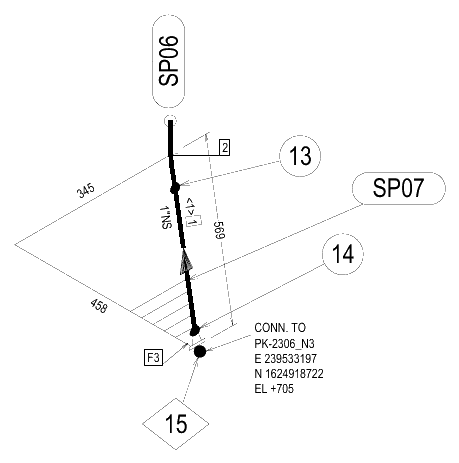 SP06
2
13
345
SP07
<1> 1
1"NS
569
14
458
CONN. TO
PK-2306_N3
E 239533197
N 1624918722
EL +705
F3
15